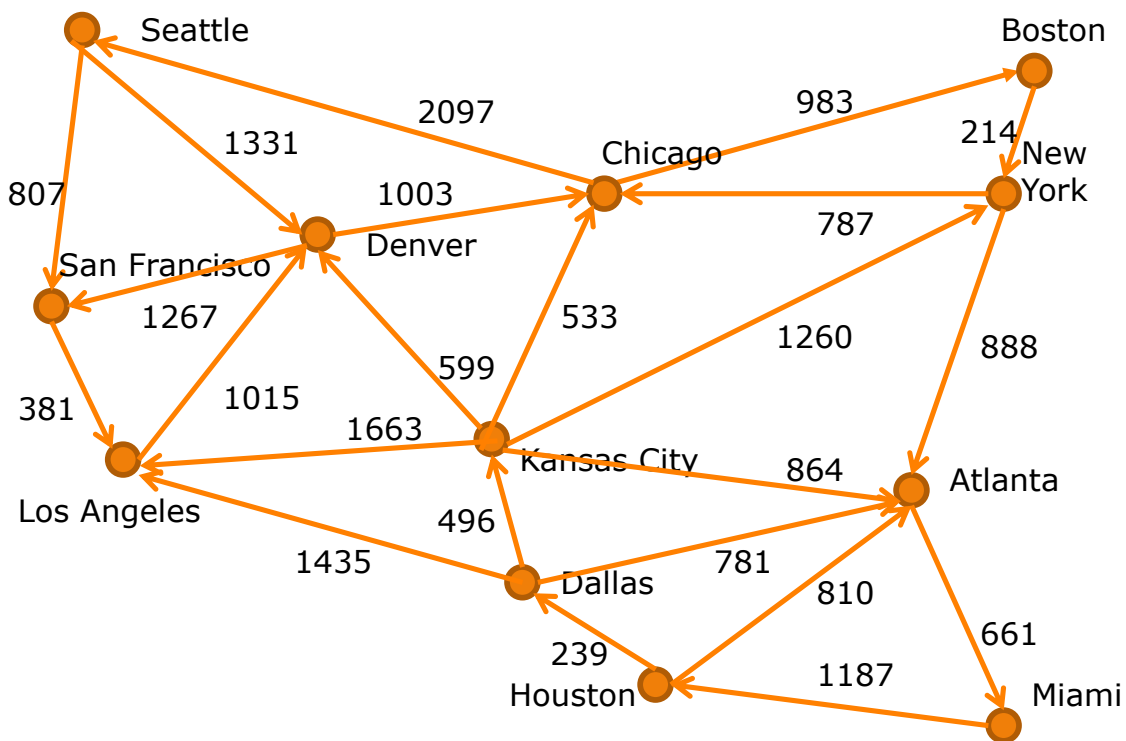 Seattle
Boston
2097
983
1331
Chicago
214
New
York
807
1003
787
Denver
San Francisco
1267
533
1260
888
599
381
1015
1663
Kansas City
864
Atlanta
Los Angeles
496
1435
781
Dallas
810
239
661
1187
Houston
Miami